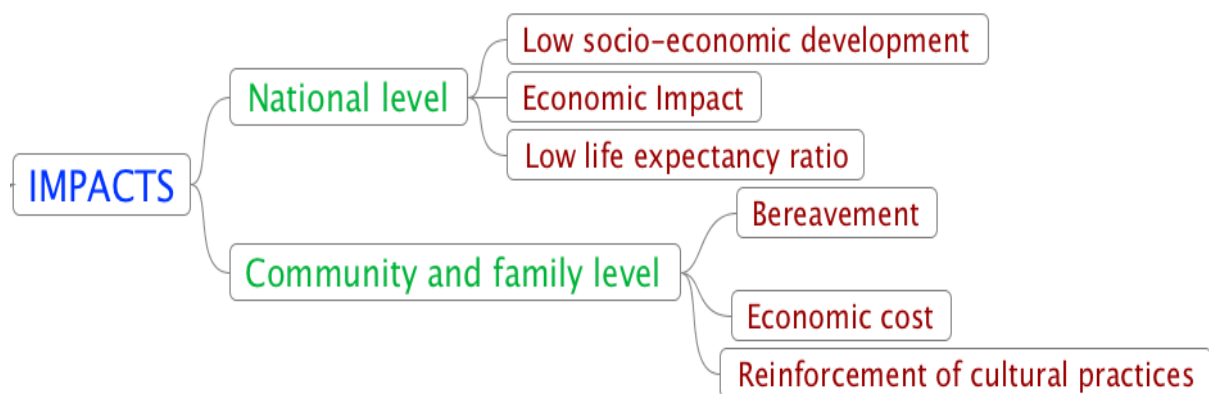 IMPACTS
National level
Low socio-economic development
Economic Impact
Low life expectancy ratio
Community and family level
Bereavement
Economic cost
Reinforcement of cultural practices